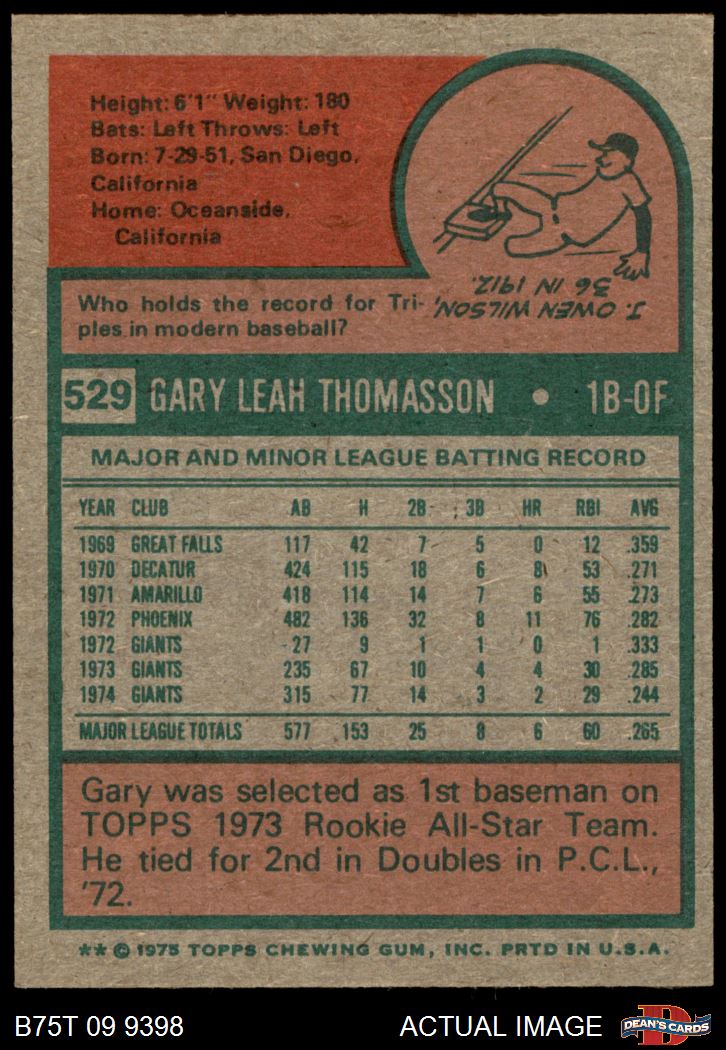 Height: 6'1" Weight: 180
Bats: Left Throws: Left
Born: 7-29-51, San Diego,
California
Home: Oceanside,
California
Who holds the record for Tri-
ples in modern baseball?
J. OWEN WILSON,
36 IN 1912.
529 GARY LEAH THOMASSON • 1B-OF
MAJOR AND MINOR LEAGUE BATTING RECORD
YEAR CLUB AB H 2B 3B HR RBI AVG
1969 GREAT FALLS 117 42 7 5 0 12 .359
1970 DECATUR 424 115 18 6 8 53 .271
1971 AMARILLO 418 114 14 7 6 55 .273
1972 PHOENIX 482 136 32 8 11 76 .282
1972 GIANTS 27 9 1 1 0 1 .333
1973 GIANTS 235 67 10 4 4 30 .285
1974 GIANTS 315 77 14 3 2 29 .244
MAJOR LEAGUE TOTALS 577 153 25 8 6 60 .265
Gary was selected as 1st baseman on
TOPPS 1973 Rookie All-Star Team.
He tied for 2nd in Doubles in P.C.L.,
'72.
** © 1975 TOPPS CHEWING GUM, INC. PRTD IN U.S.A.
B75T 09 9398 ACTUAL IMAGE D DEAN'S CARDS